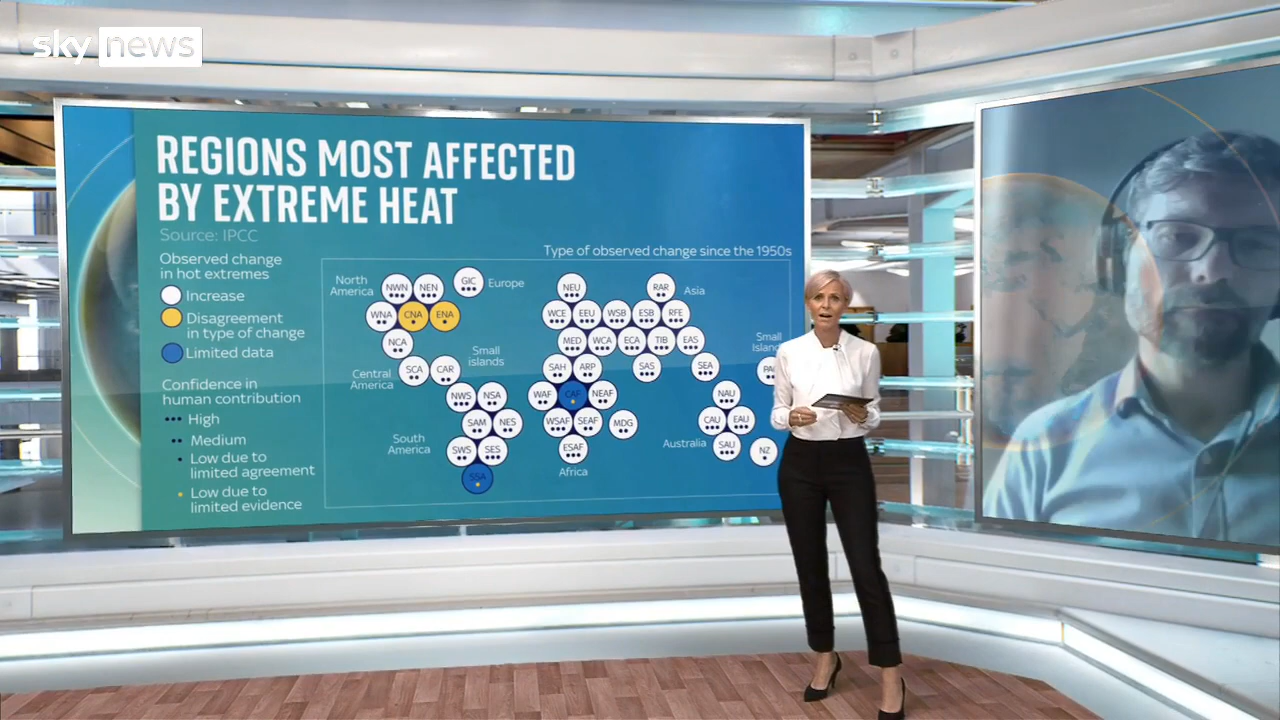 sky news
REGIONS MOST AFFECTED
BY EXTREME HEAT
Source: IPCC
Type of observed change since the 1950s
Observed change
in hot extremes
Increase
Disagreement
in type of change
Limited data
Confidence in
human contribution
High
Medium
Low due to
limited agreement
Low due to
limited evidence
North
America
NWN
NEN
GIC
Europe
WNA
CNA
ENA
NCA
Small
islands
Central
America
SCA
CAR
NWS
NSA
SAM
NES
South
America
SWS
SES
SSA
NEU
RAR
Asia
WCE
EEU
WSB
ESB
RFE
MED
WCA
ECA
TIB
EAS
SAH
ARP
SAS
SEA
WAF
CAF
NEAF
WSAF
SEAF
MDG
ESAF
Africa
Small
NAU
CAU
EAU
Australia
SAU
NZ